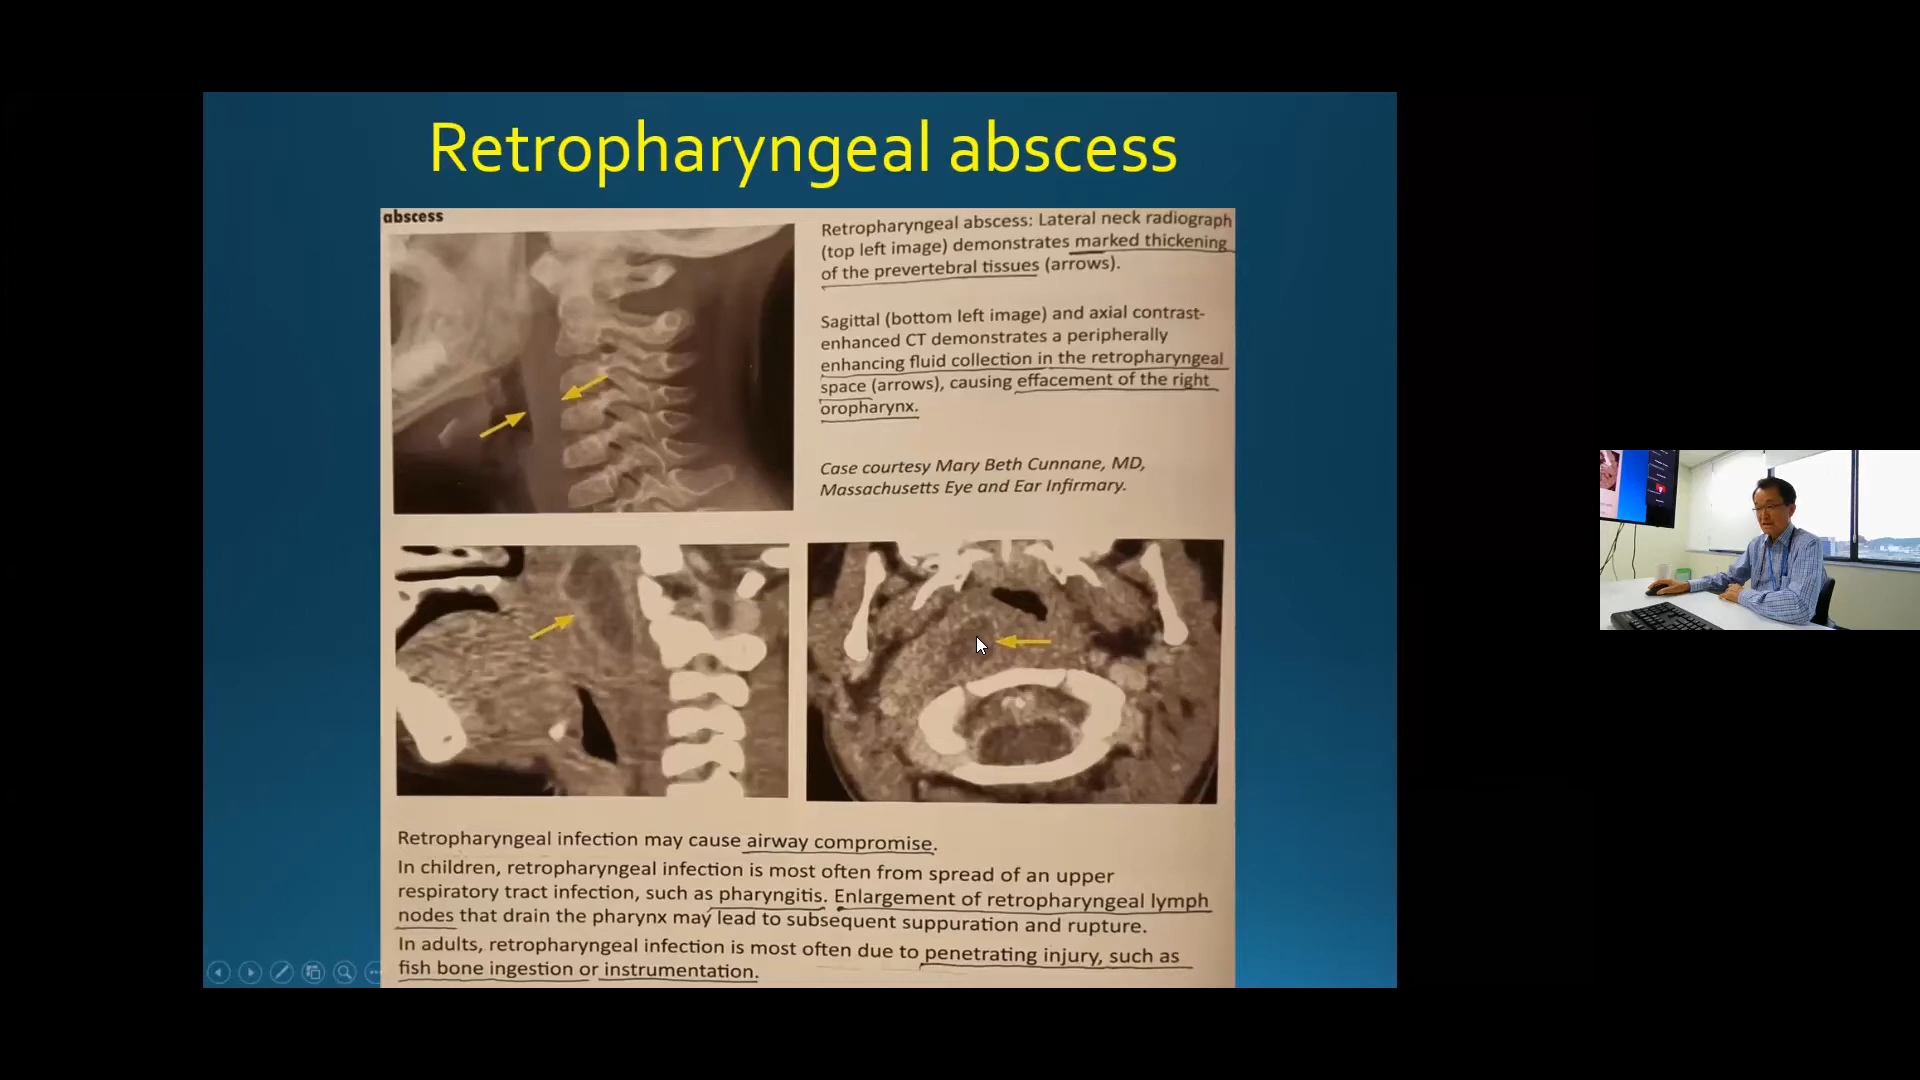 Retropharyngeal abscess
abscess
Retropharyngeal abscess: Lateral neck radiograph
(top left image) demonstrates marked thickening
of the prevertebral tissues (arrows).
Sagittal (bottom left image) and axial contrast-
enhanced CT demonstrates a peripherally
enhancing fluid collection in the retropharyngeal
space (arrows), causing effacement of the right
oropharynx.
Case courtesy Mary Beth Cunnane, MD,
Massachusetts Eye and Ear Infirmary.
Retropharyngeal infection may cause airway compromise.
In children, retropharyngeal infection is most often from spread of an upper
respiratory tract infection, such as pharyngitis. Enlargement of retropharyngeal lymph
nodes that drain the pharynx may lead to subsequent suppuration and rupture.
In adults, retropharyngeal infection is most often due to penetrating injury, such as
fish bone ingestion or instrumentation.